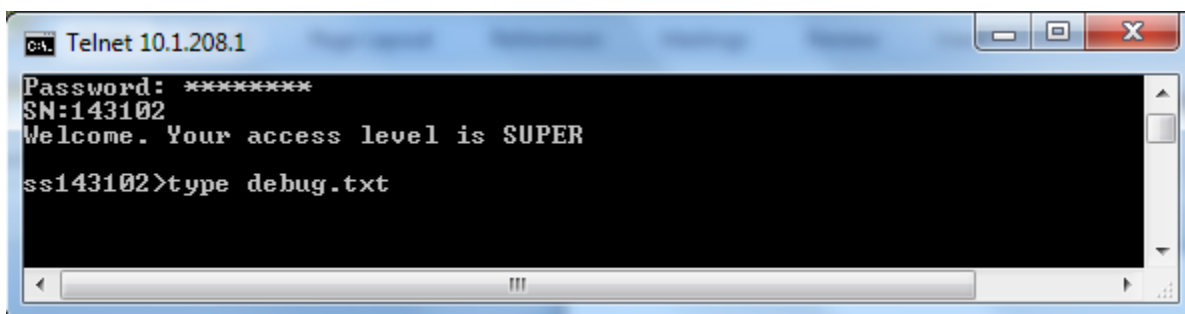 Telnet 10.1.208.1
Password: ********
SN:143102
Welcome. Your access level is SUPER
ss143102>type debug.txt